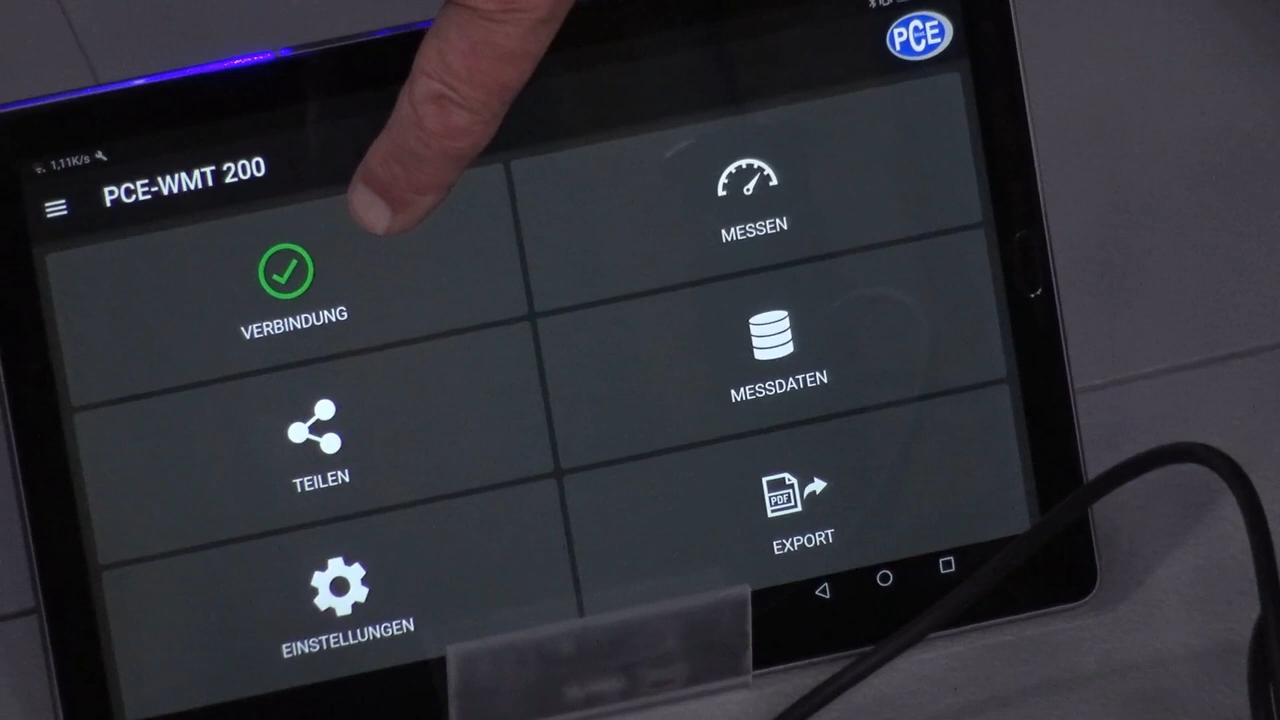 1,11K/s
PCE
PCE-WMT 200
VERBINDUNG
MESSEN
TEILEN
MESSDATEN
EINSTELLUNGEN
PDF
EXPORT